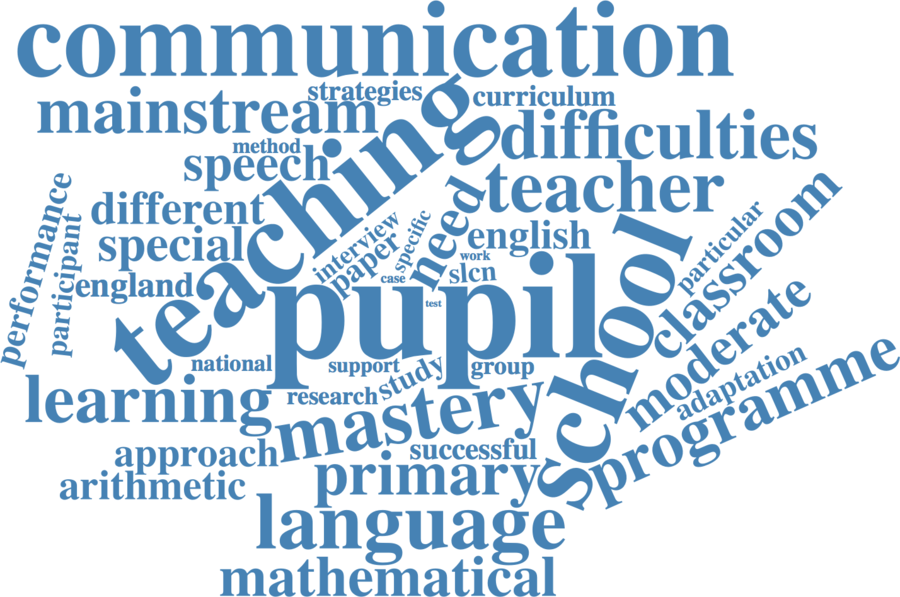 communication
strategies
curriculum
mainstream
teaching
difficulties
method
speech
teacher
need
performance
participant
different
interview
specific
paper
english
particular
classroom
special
work
england
case
slcn
pupil
test
school
moderate
national
support
study
group
adaptation
learning
research
mastery
programme
approach
successful
arithmetic
primary
language
mathematical